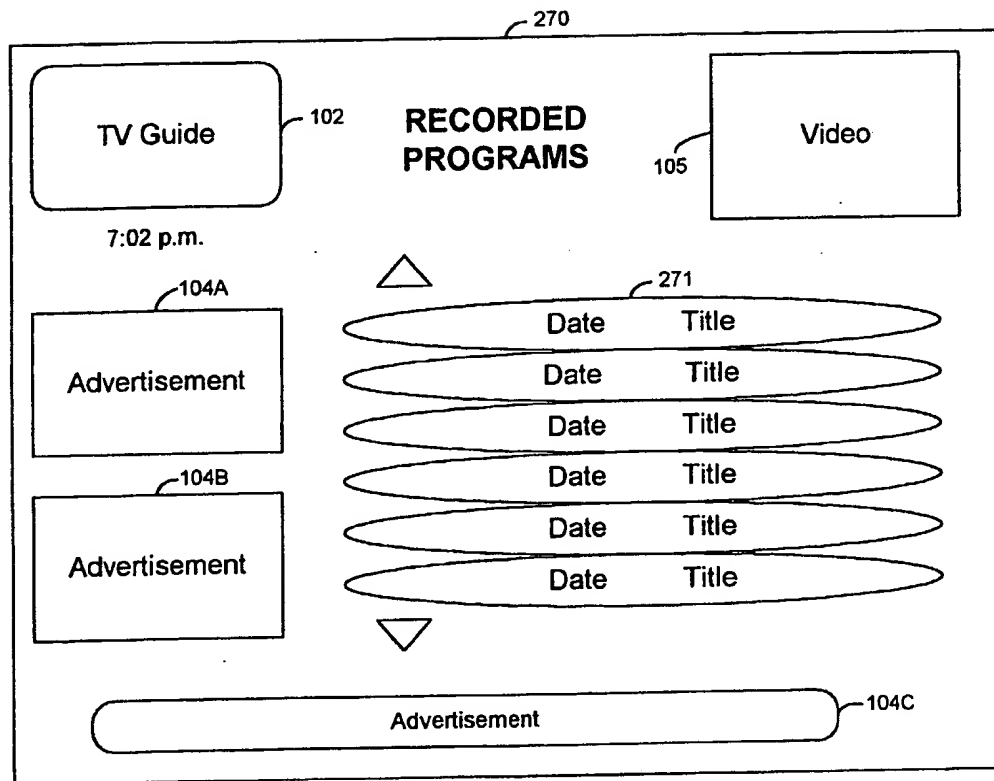 270
TV Guide
102
RECORDED
PROGRAMS
105
Video
7:02 p.m.
104A
Advertisement
104B
Advertisement
271
Date Title
Date Title
Date Title
Date Title
Date Title
Date Title
Advertisement
104C